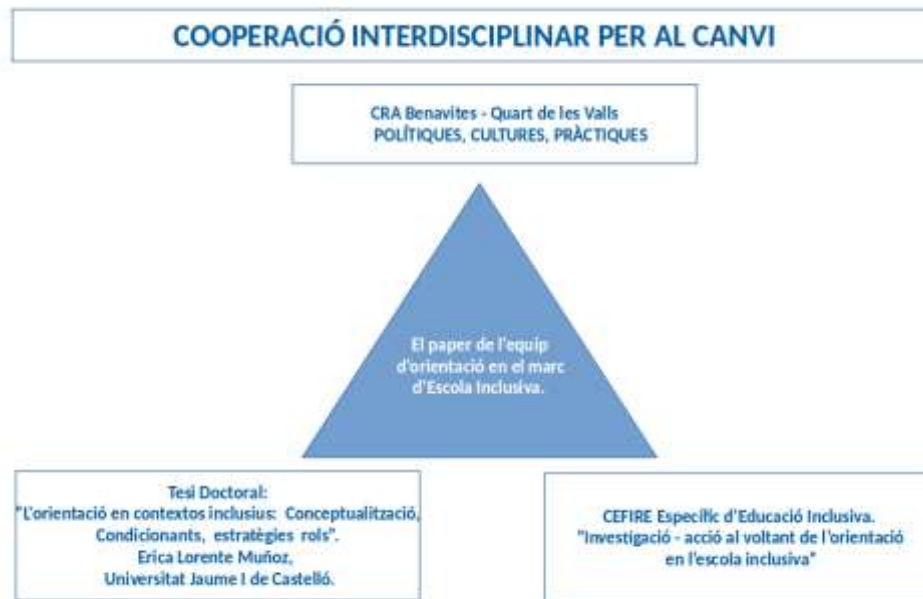 COOPERACIÓ INTERDISCIPLINAR PER AL CANVI
CRA Benavites - Quart de les Valls
POLÍTIQUES, CULTURES, PRÀCTIQUES
El paper de l'equip
d'orientació en el marc
d'Escola Inclusiva.
Tesi Doctoral:
"L'orientació en contextos inclusius: Conceptualització,
Condicionants, estratègies rols".
Erica Lorente Muñoz,
Universitat Jaume I de Castelló.
CEFIRE Específic d'Educació Inclusiva.
"Investigació - acció al voltant de l'orientació
en l'escola inclusiva"